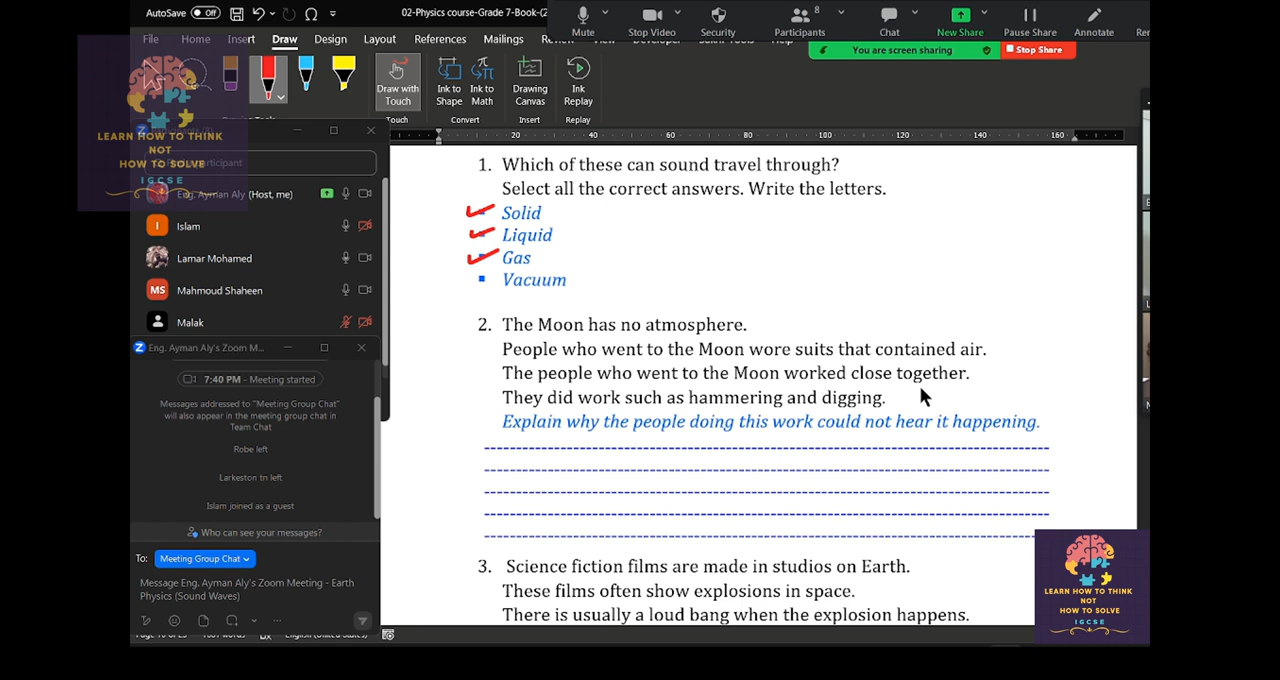 AutoSave Off 02-Physics course-Grade 7-Book-(2
Mute Stop Video Security Participants 8 Chat New Share Pause Share Annotate
File Home Insert Draw Design Layout References Mailings
You are screen sharing Stop Share
Draw with Touch
Ink to Shape
Ink to Math
Drawing Canvas
Ink Replay
Touch Convert Insert Replay
LEARN HOW TO THINK
NOT
HOW TO SOLVE
IGCSE
20 40 60 80 100 120 140 160
Eng. Ayman Aly (Host, me)
I Islam
Lamar Mohamed
MS Mahmoud Shaheen
Malak
Eng. Ayman Aly's Zoom M...
7:40 PM - Meeting started
Messages addressed to "Meeting Group Chat"
will also appear in the meeting group chat in
Team Chat
Robe left
Larkeston tn left
Islam joined as a guest
Who can see your messages?
To: Meeting Group Chat
Message Eng. Ayman Aly's Zoom Meeting - Earth
Physics (Sound Waves)
1. Which of these can sound travel through?
Select all the correct answers. Write the letters.
Solid
Liquid
Gas
Vacuum
2. The Moon has no atmosphere.
People who went to the Moon wore suits that contained air.
The people who went to the Moon worked close together.
They did work such as hammering and digging.
Explain why the people doing this work could not hear it happening.
3. Science fiction films are made in studios on Earth.
These films often show explosions in space.
There is usually a loud bang when the explosion happens.
LEARN HOW TO THINK
NOT
HOW TO SOLVE
IGCSE